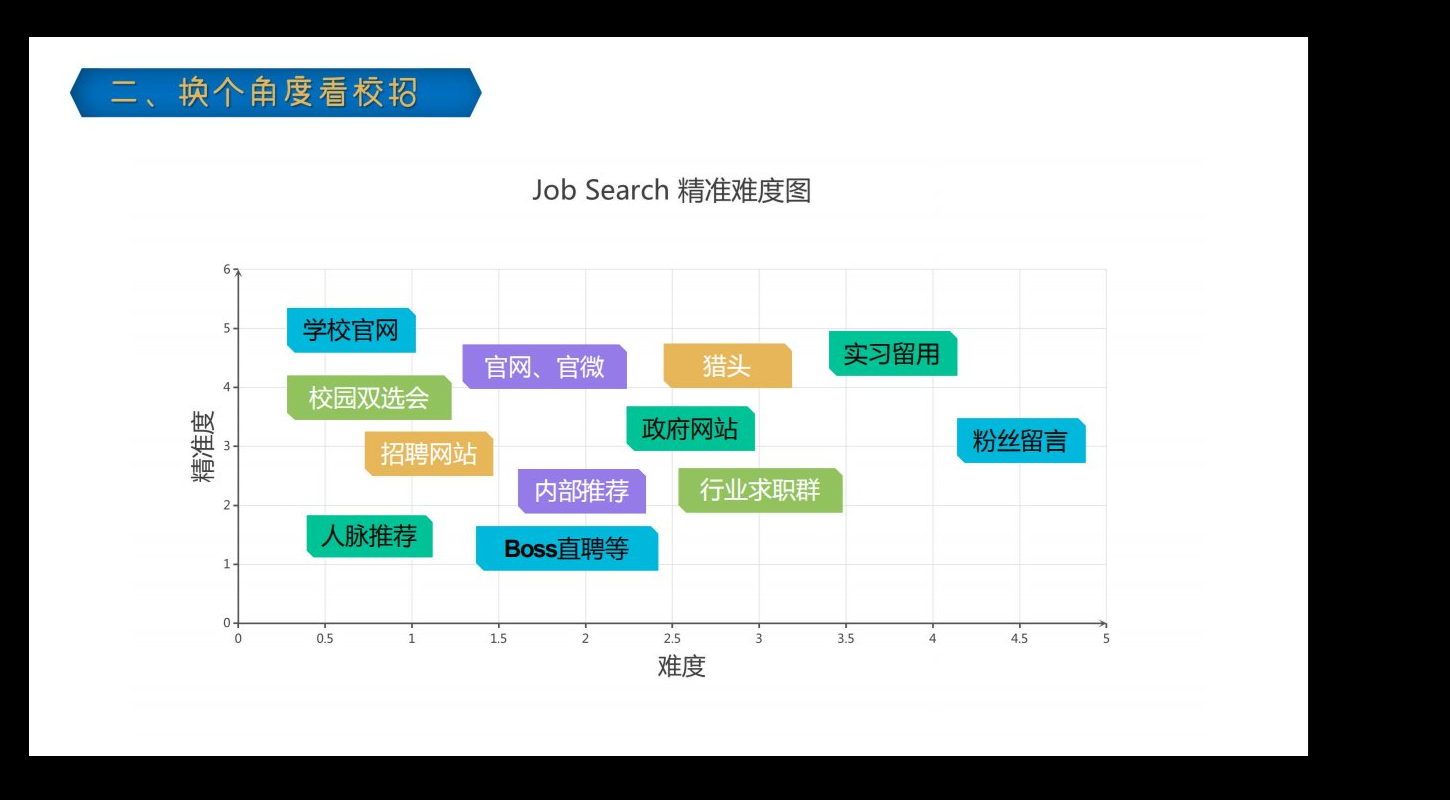 二、换个角度看校招
Job Search 精准难度图
6
5
4
3
2
1
0
精准度
学校官网
官网、官微
猎头
实习留用
校园双选会
政府网站
粉丝留言
招聘网站
内部推荐
行业求职群
人脉推荐
Boss直聘等
0 0.5 1 1.5 2 2.5 3 3.5 4 4.5 5
难度